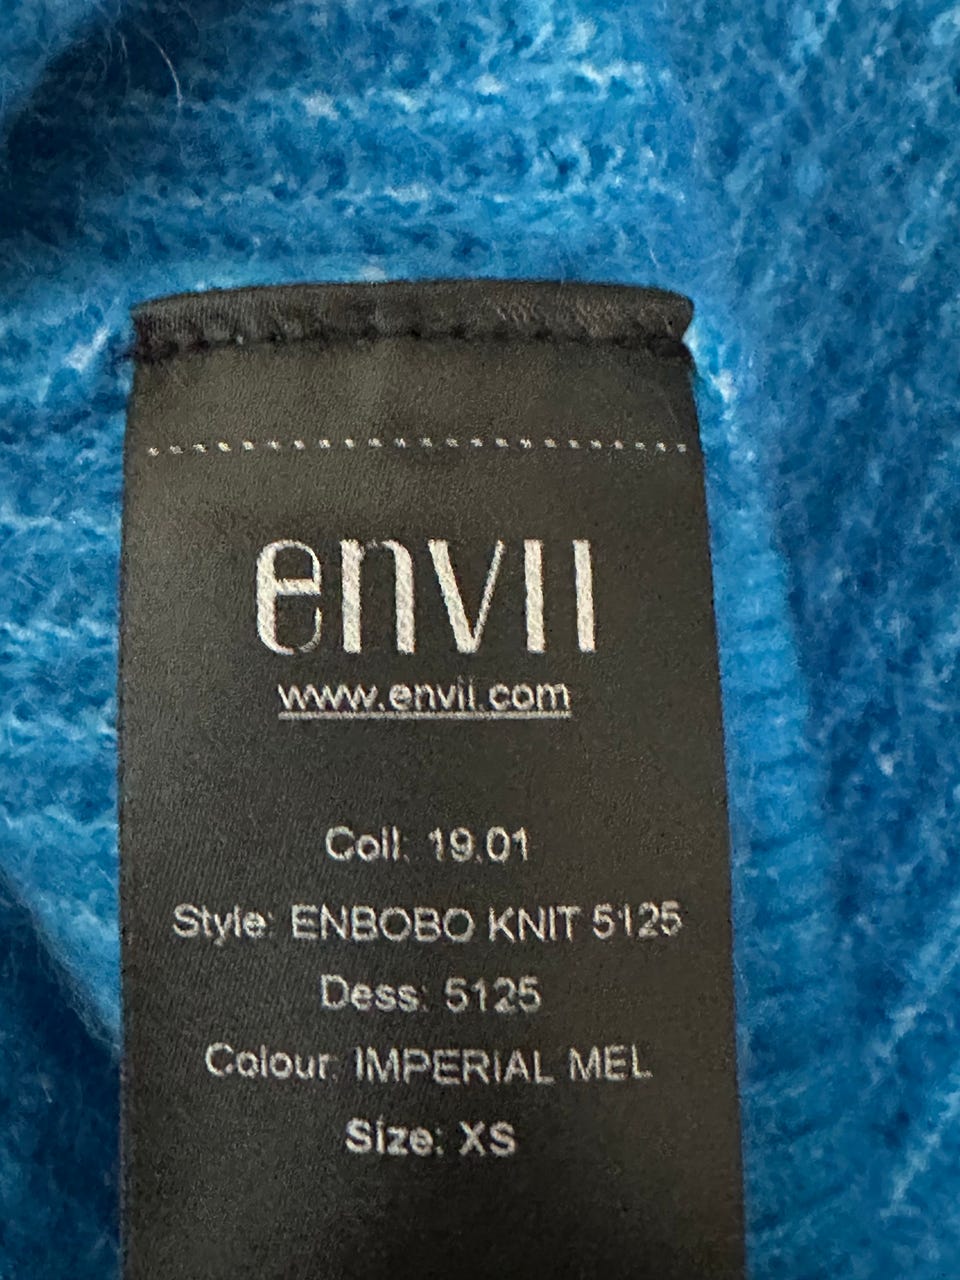 envii
www.envii.com
Coll: 19.01
Style: ENBOBO KNIT 5125
Dess: 5125
Colour: IMPERIAL MEL
Size: XS